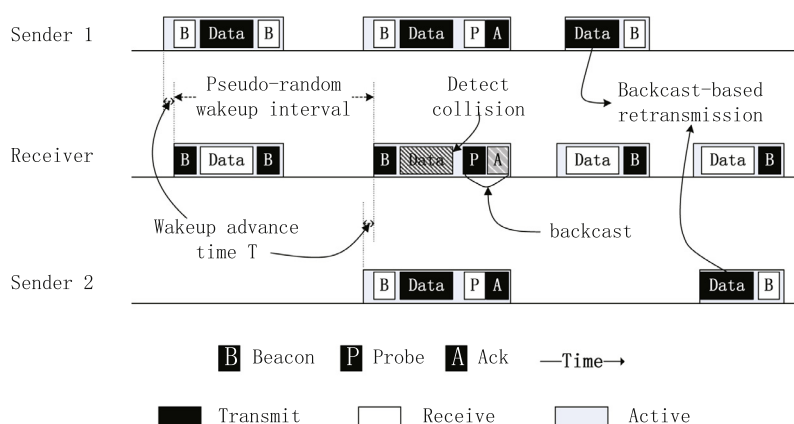 Sender 1
B Data B
B Data P A
Data B
Pseudo-random
wakeup interval
Detect
collision
Backcast-based
retransmission
Receiver
B Data B
B Data P A
Data B
Data B
Wakeup advance
time T
backcast
Sender 2
B Data P A
Data B
B Beacon P Probe A Ack —Time→
Transmit Receive Active